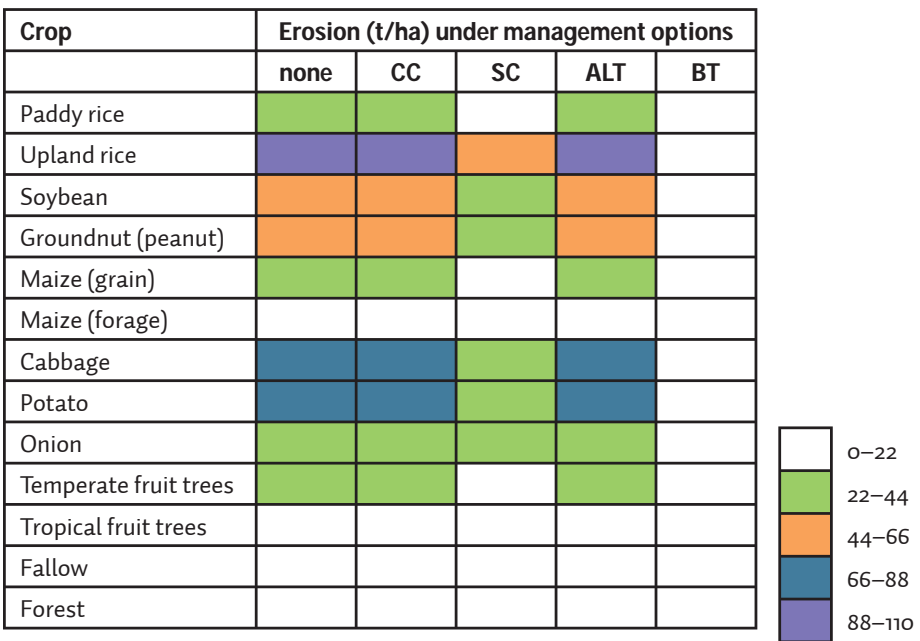 Crop
Erosion (t/ha) under management options
none CC SC ALT BT
Paddy rice
Upland rice
Soybean
Groundnut (peanut)
Maize (grain)
Maize (forage)
Cabbage
Potato
Onion
Temperate fruit trees
Tropical fruit trees
Fallow
Forest
0–22
22–44
44–66
66–88
88–110